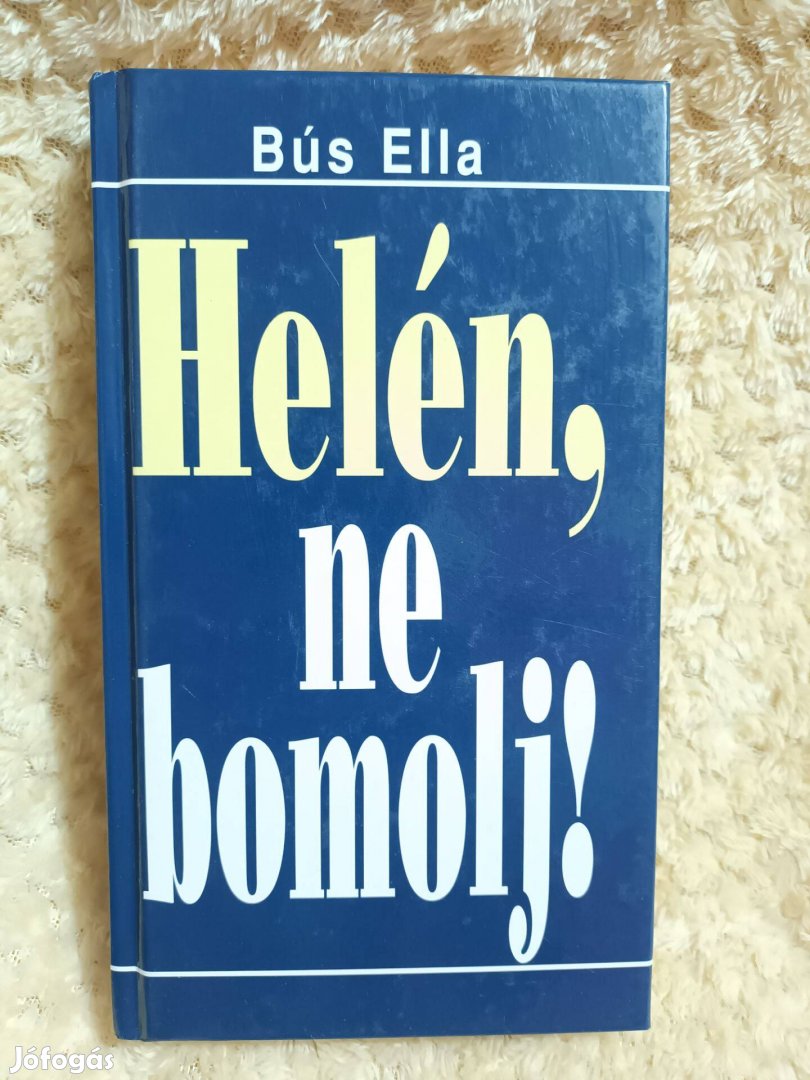 Bús Ella
Helén,
ne
bomolj!
Jófogás